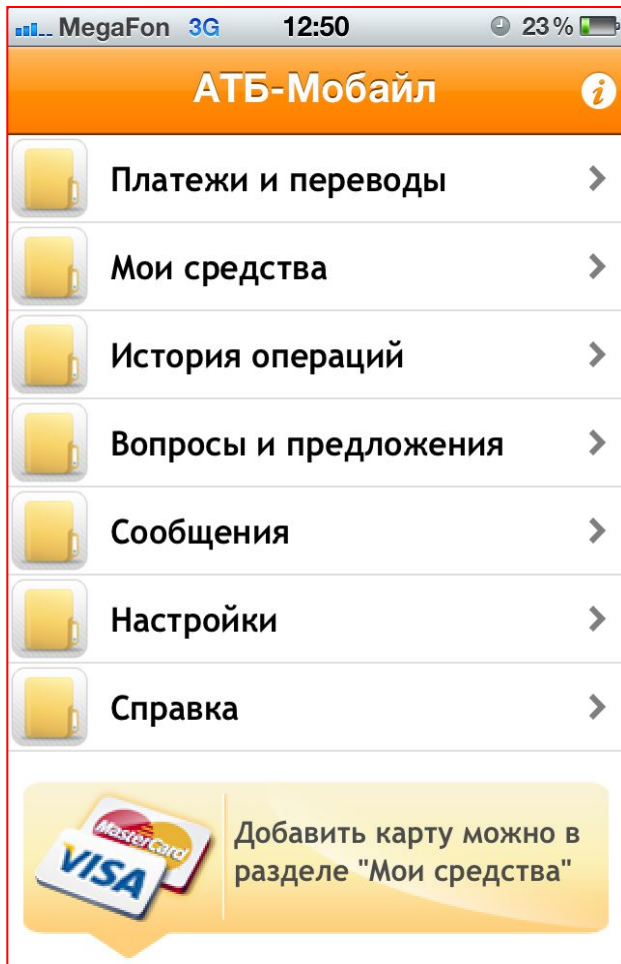 MegaFon 3G 12:50 23%
АТБ-Мобайл
i
Платежи и переводы
Мои средства
История операций
Вопросы и предложения
Сообщения
Настройки
Справка
MasterCard
VISA
Добавить карту можно в
разделе "Мои средства"